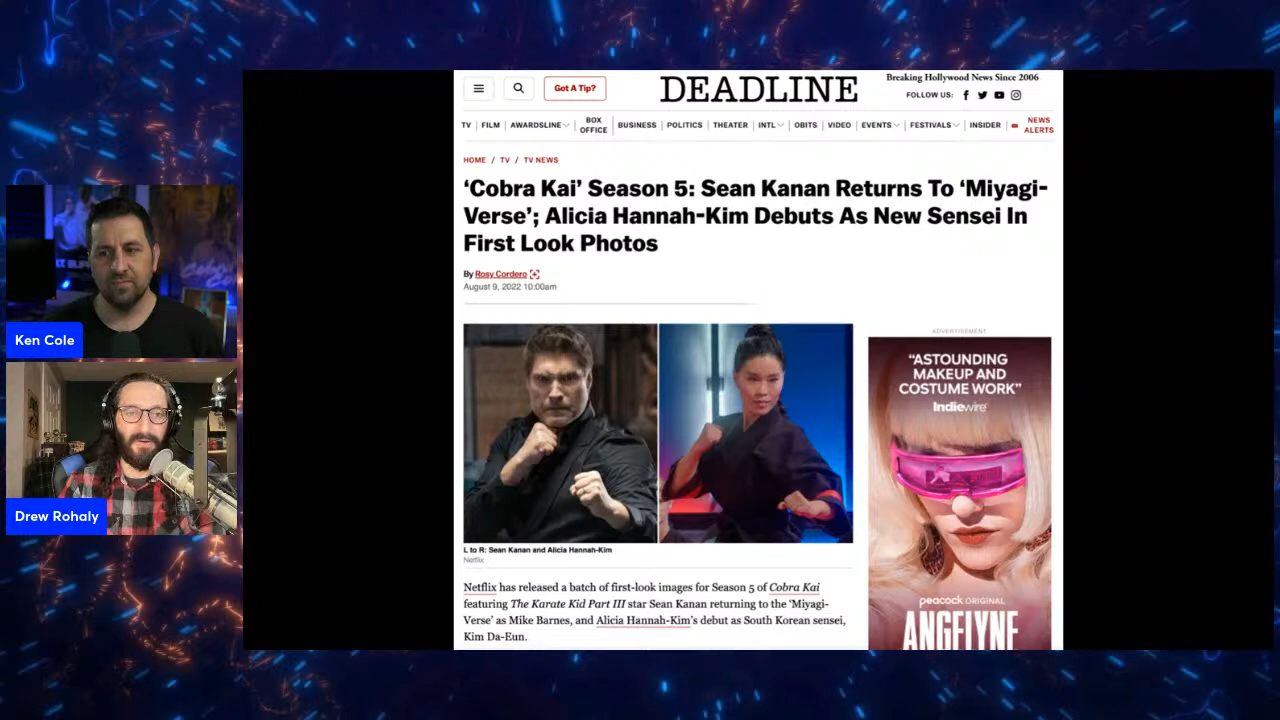 Ken Cole
Drew Rohaly
Got A Tip?
DEADLINE
Breaking Hollywood News Since 2006
FOLLOW US:
TV | FILM | AWARDSLINE | BOX OFFICE | BUSINESS | POLITICS | THEATER | INTL | OBITS | VIDEO | EVENTS | FESTIVALS | INSIDER | NEWS ALERTS
HOME / TV / TV NEWS
‘Cobra Kai’ Season 5: Sean Kanan Returns To ‘Miyagi-
Verse’; Alicia Hannah-Kim Debuts As New Sensei In
First Look Photos
By Rosy Cordero
August 9, 2022 10:00am
L to R: Sean Kanan and Alicia Hannah-Kim
Netflix
Netflix has released a batch of first-look images for Season 5 of Cobra Kai
featuring The Karate Kid Part III star Sean Kanan returning to the ‘Miyagi-
Verse’ as Mike Barnes, and Alicia Hannah-Kim’s debut as South Korean sensei,
Kim Da-Eun.
ADVERTISEMENT
“ASTOUNDING
MAKEUP AND
COSTUME WORK”
IndieWire
peacock ORIGINAL
ANGELYNE